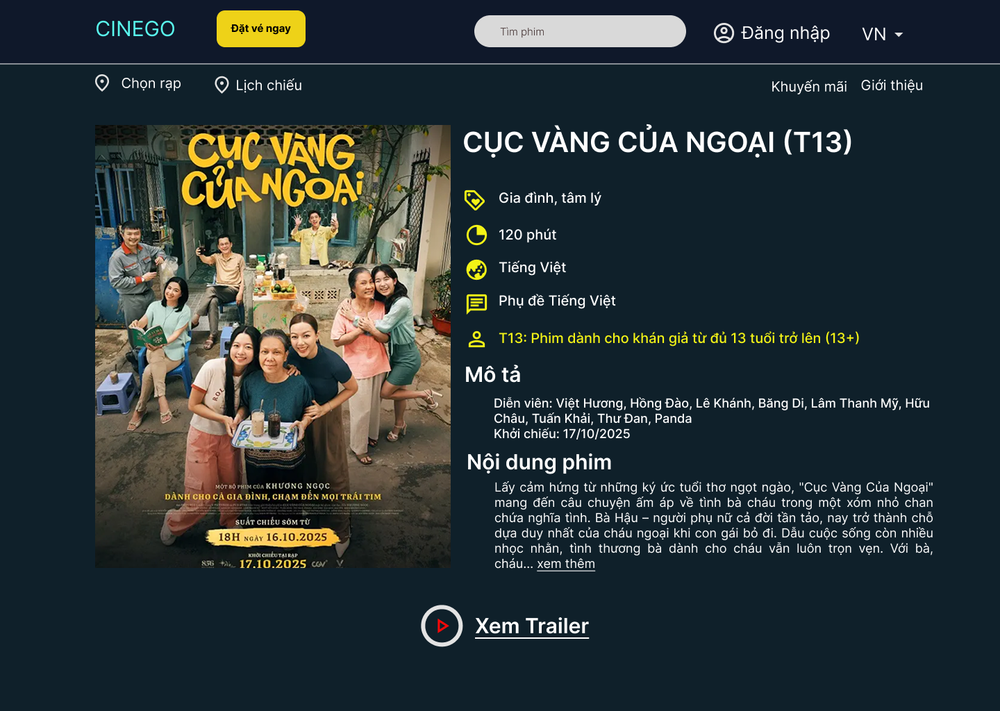 CINEGO
Đặt vé ngay
Tìm phim
Đăng nhập
VN
Chọn rạp
Lịch chiếu
Khuyến mãi
Giới thiệu
CỤC VÀNG
CỦA NGOẠI
MỘT BỘ PHIM CỦA KHƯƠNG NGỌC
DÀNH CHO CẢ GIA ĐÌNH, CHẠM ĐẾN MỌI TRÁI TIM
SUẤT CHIẾU SỚM TỪ
18H NGÀY 16.10.2025
KHỞI CHIẾU TẠI RẠP
17.10.2025
856
CGV
CỤC VÀNG CỦA NGOẠI (T13)
Gia đình, tâm lý
120 phút
Tiếng Việt
Phụ đề Tiếng Việt
T13: Phim dành cho khán giả từ đủ 13 tuổi trở lên (13+)
Mô tả
Diễn viên: Việt Hương, Hồng Đào, Lê Khánh, Băng Di, Lâm Thanh Mỹ, Hữu
Châu, Tuấn Khải, Thư Đan, Panda
Khởi chiếu: 17/10/2025
Nội dung phim
Lấy cảm hứng từ những ký ức tuổi thơ ngọt ngào, "Cục Vàng Của Ngoại"
mang đến câu chuyện ấm áp về tình bà cháu trong một xóm nhỏ chan
chứa nghĩa tình. Bà Hậu – người phụ nữ cả đời tần tảo, nay trở thành chỗ
dựa duy nhất của cháu ngoại khi con gái bỏ đi. Dẫu cuộc sống còn nhiều
nhọc nhằn, tình thương bà dành cho cháu vẫn luôn trọn vẹn. Với bà,
cháu... xem thêm
Xem Trailer